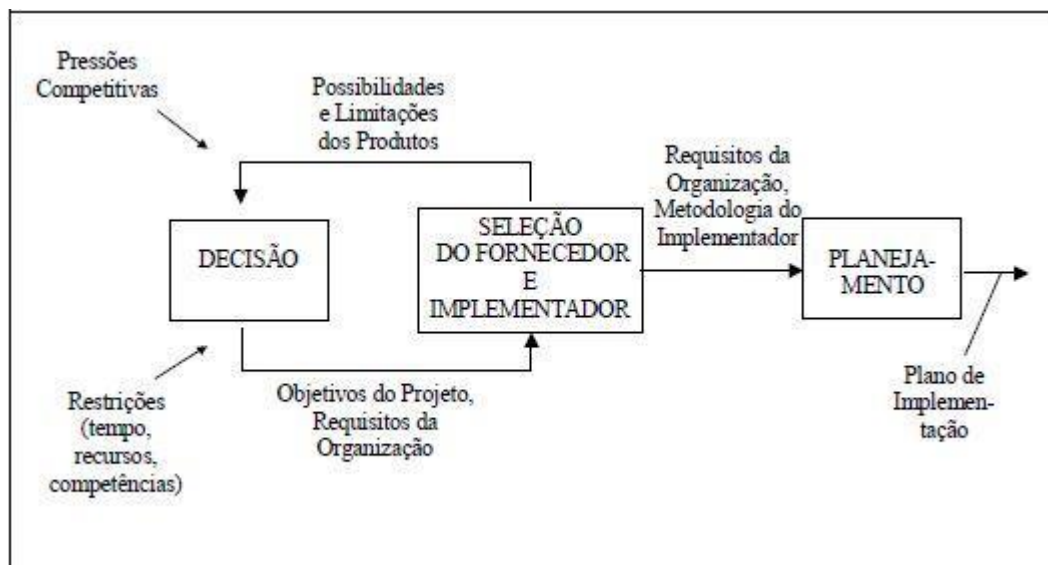 Pressões
Competitivas
Possibilidades
e Limitações
dos Produtos
Requisitos da
Organização,
Metodologia do
Implementador
DECISÃO
SELEÇÃO
DO FORNECEDOR
E
IMPLEMENTADOR
PLANEJA-
MENTO
Restrições
(tempo,
recursos,
competências)
Objetivos do Projeto,
Requisitos da
Organização
Plano de
Implemen-
tação